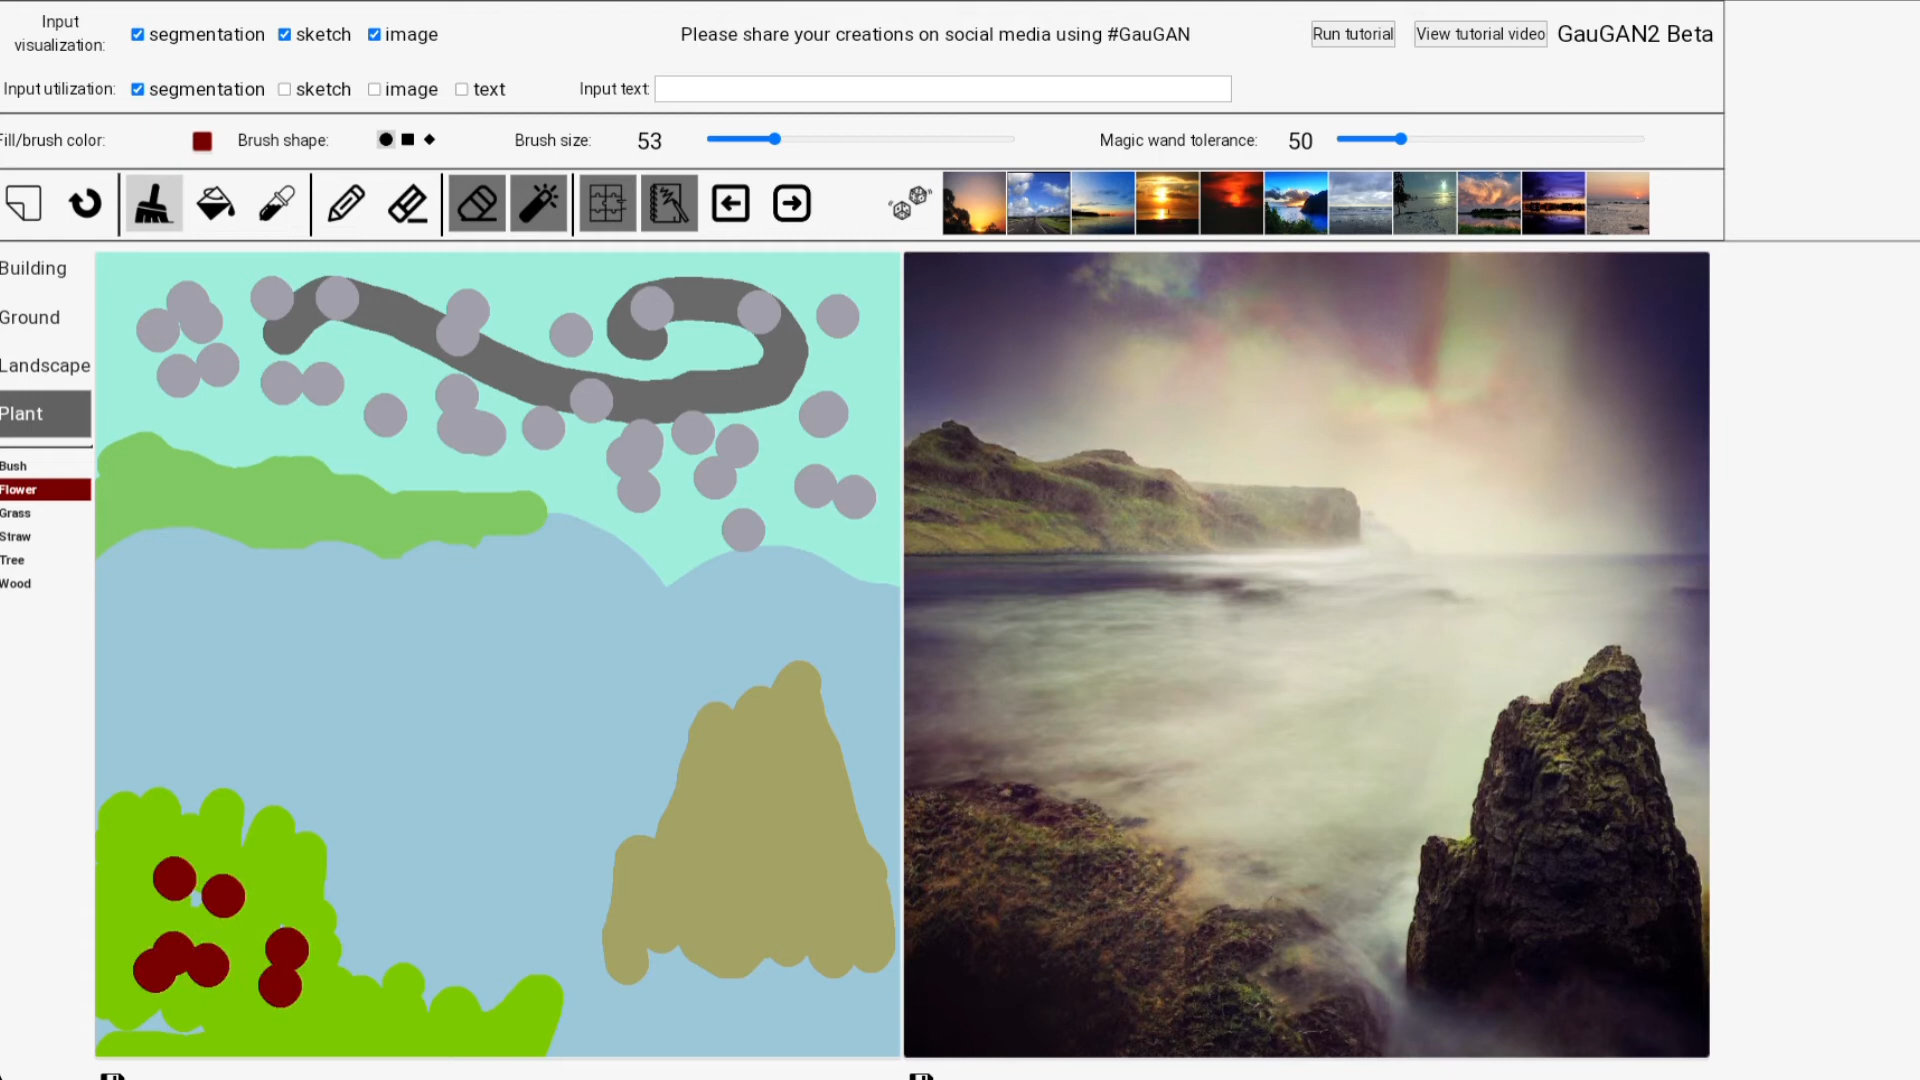 Input
visualization:
segmentation sketch image
Please share your creations on social media using #GauGAN
Run tutorial
View tutorial video
GauGAN2 Beta
Input utilization:
segmentation sketch image text
Input text:
Fill/brush color:
Brush shape:
Brush size: 53
Magic wand tolerance: 50
Building
Ground
Landscape
Plant
Bush
Flower
Grass
Straw
Tree
Wood